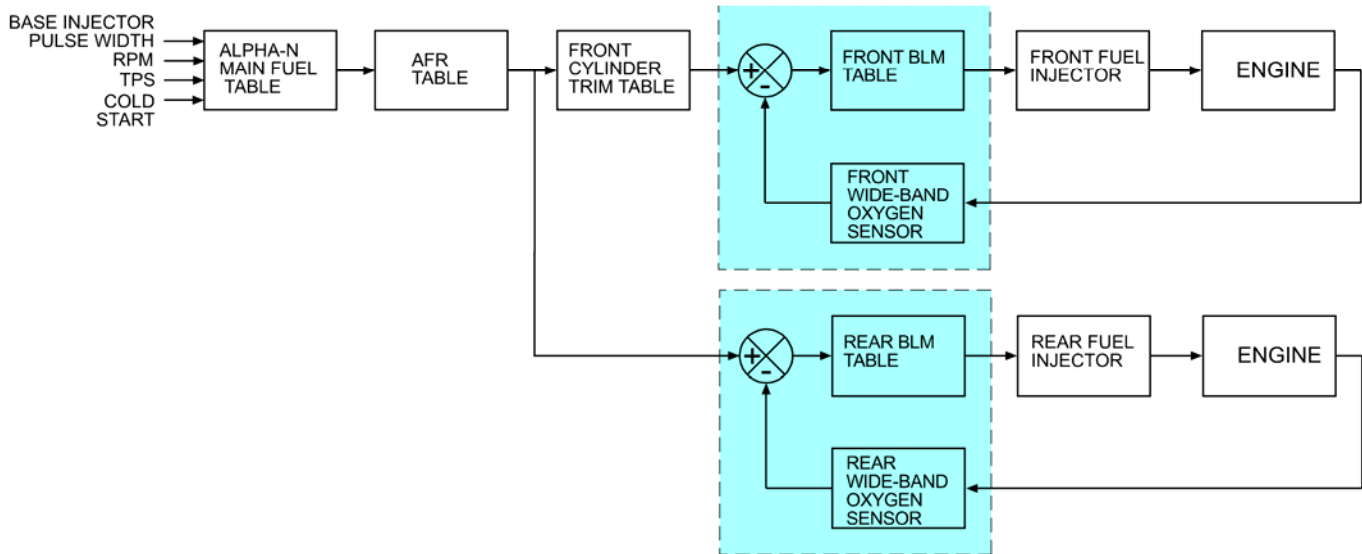 BASE INJECTOR
PULSE WIDTH
RPM
TPS
COLD
START
ALPHA-N
MAIN FUEL
TABLE
AFR
TABLE
FRONT
CYLINDER
TRIM TABLE
+
-
FRONT BLM
TABLE
FRONT FUEL
INJECTOR
ENGINE
FRONT
WIDE-BAND
OXYGEN
SENSOR
+
-
REAR BLM
TABLE
REAR FUEL
INJECTOR
ENGINE
REAR
WIDE-BAND
OXYGEN
SENSOR